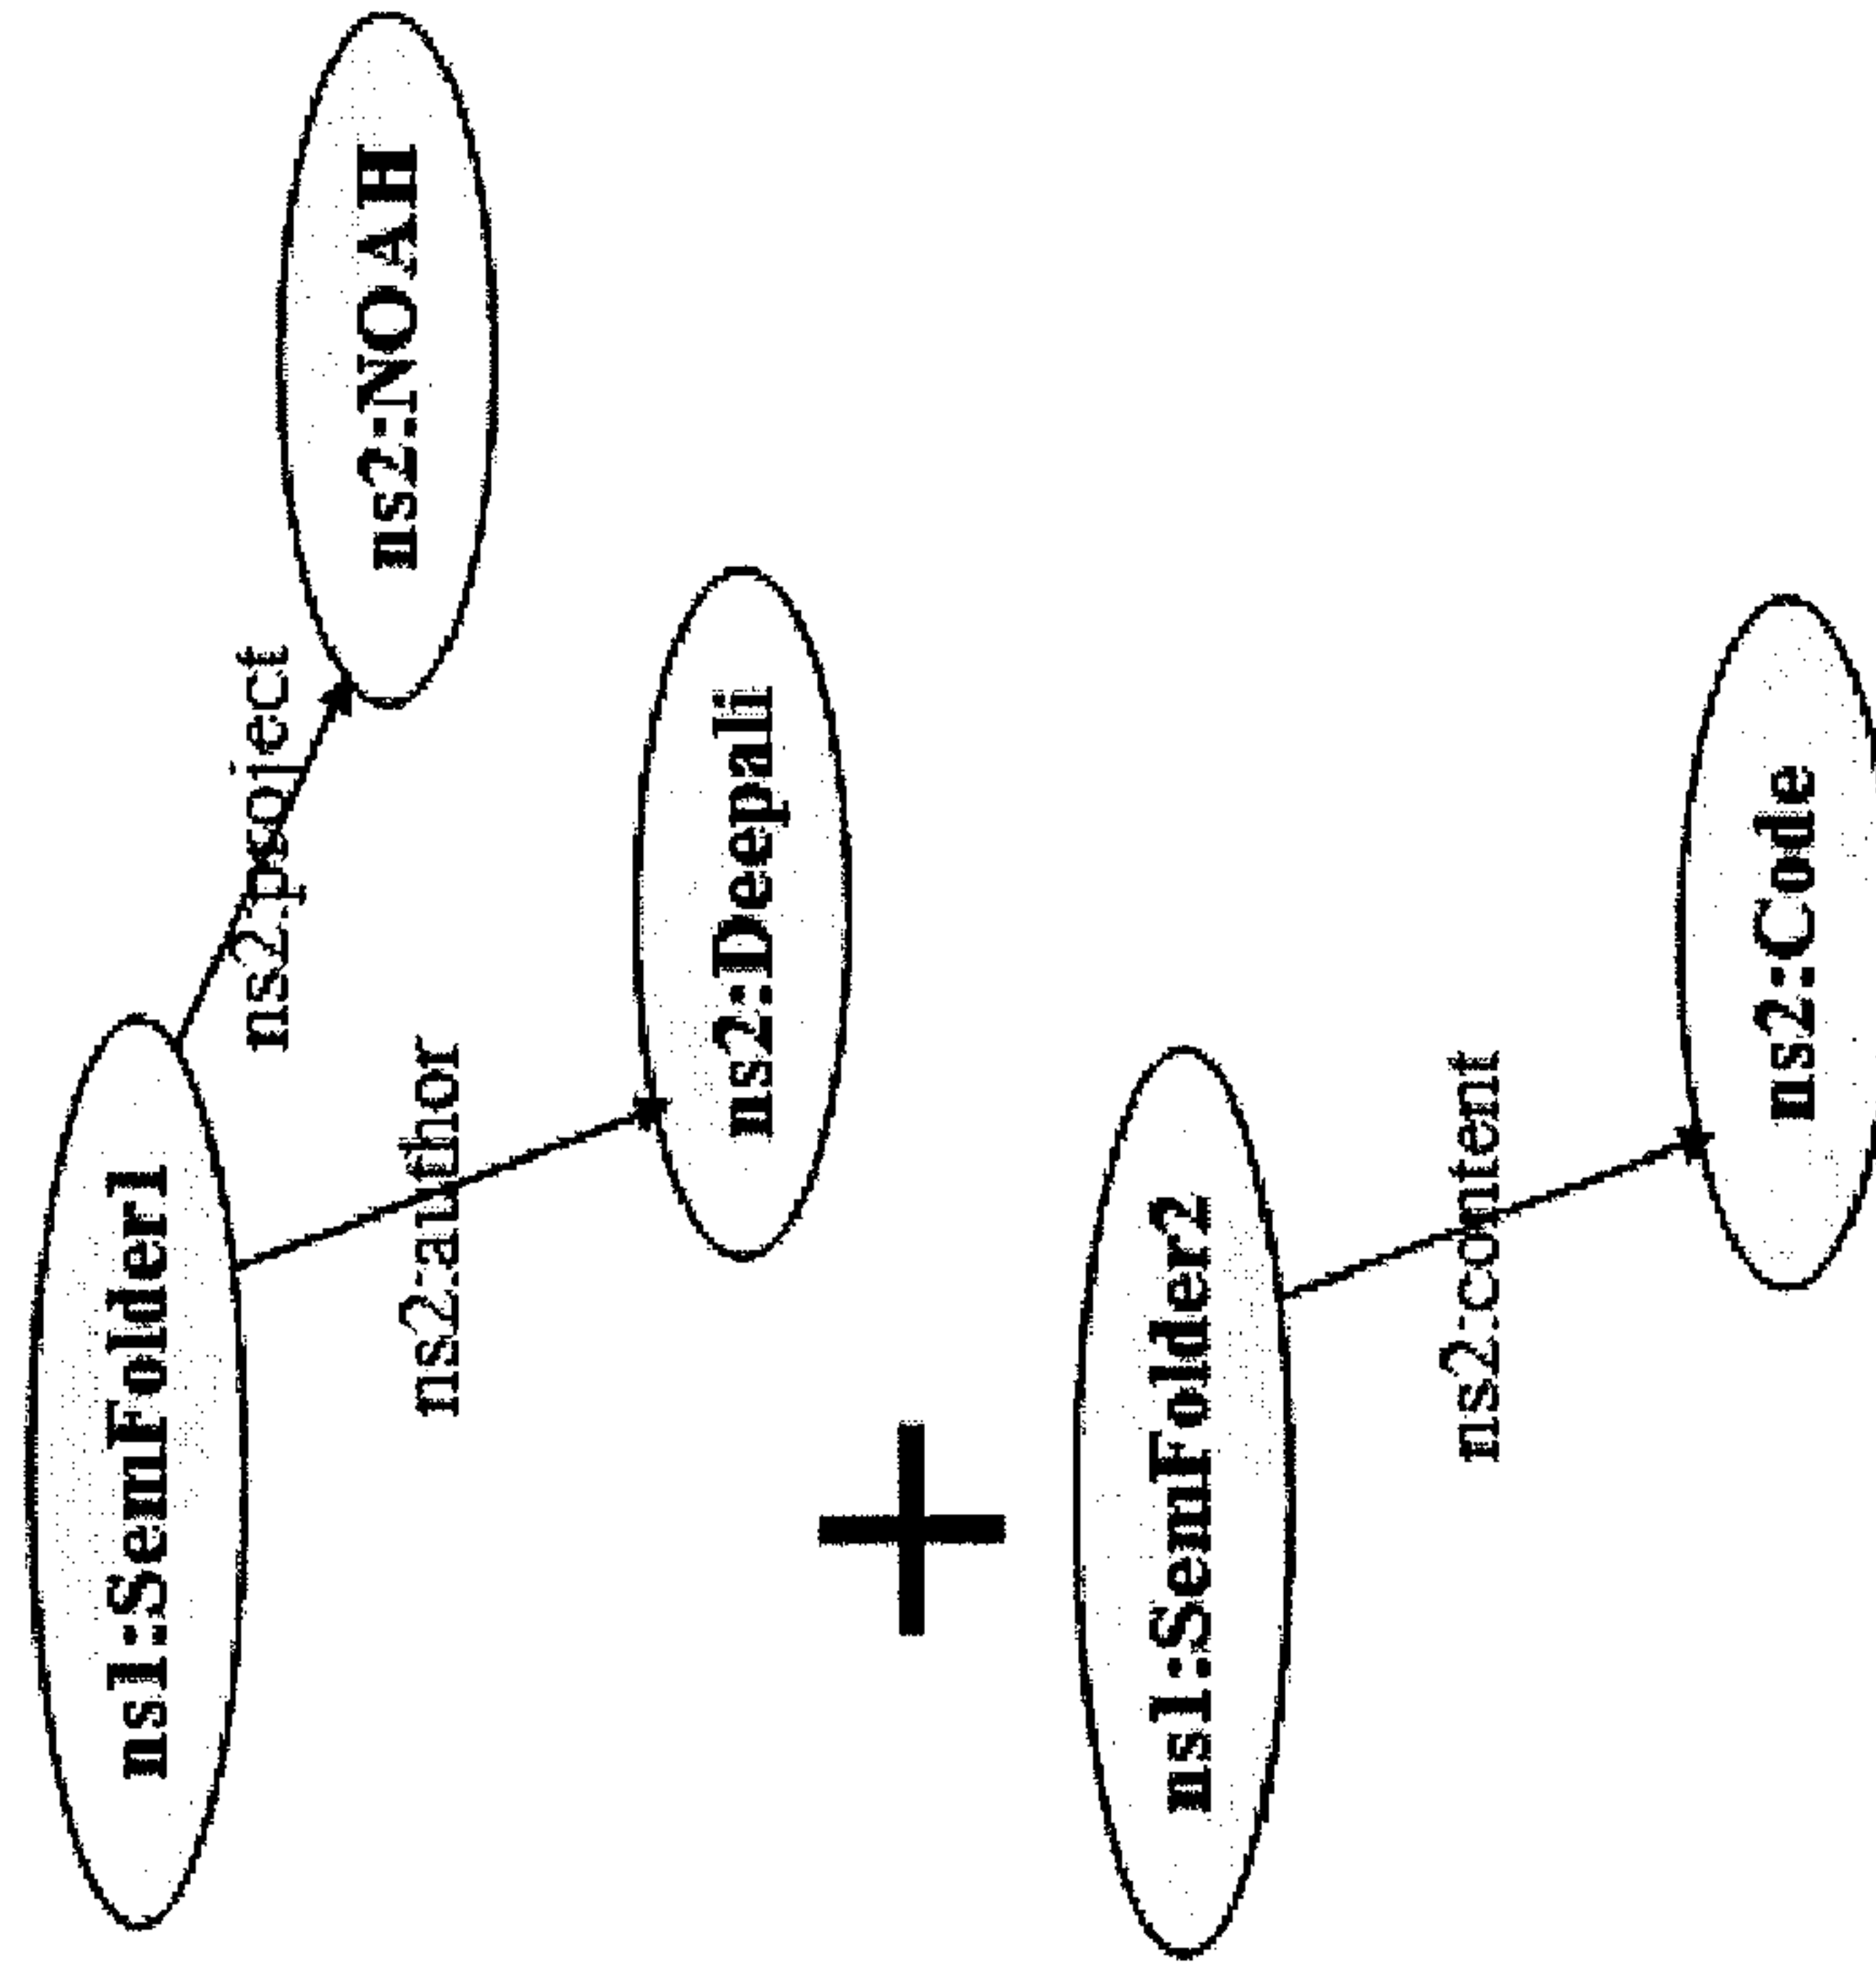 ns1:SemFolder1
ns2:project
ns2:NOAH
ns2:author
ns2:Deepali
+
ns1:SemFolder2
ns2:content
ns2:Code